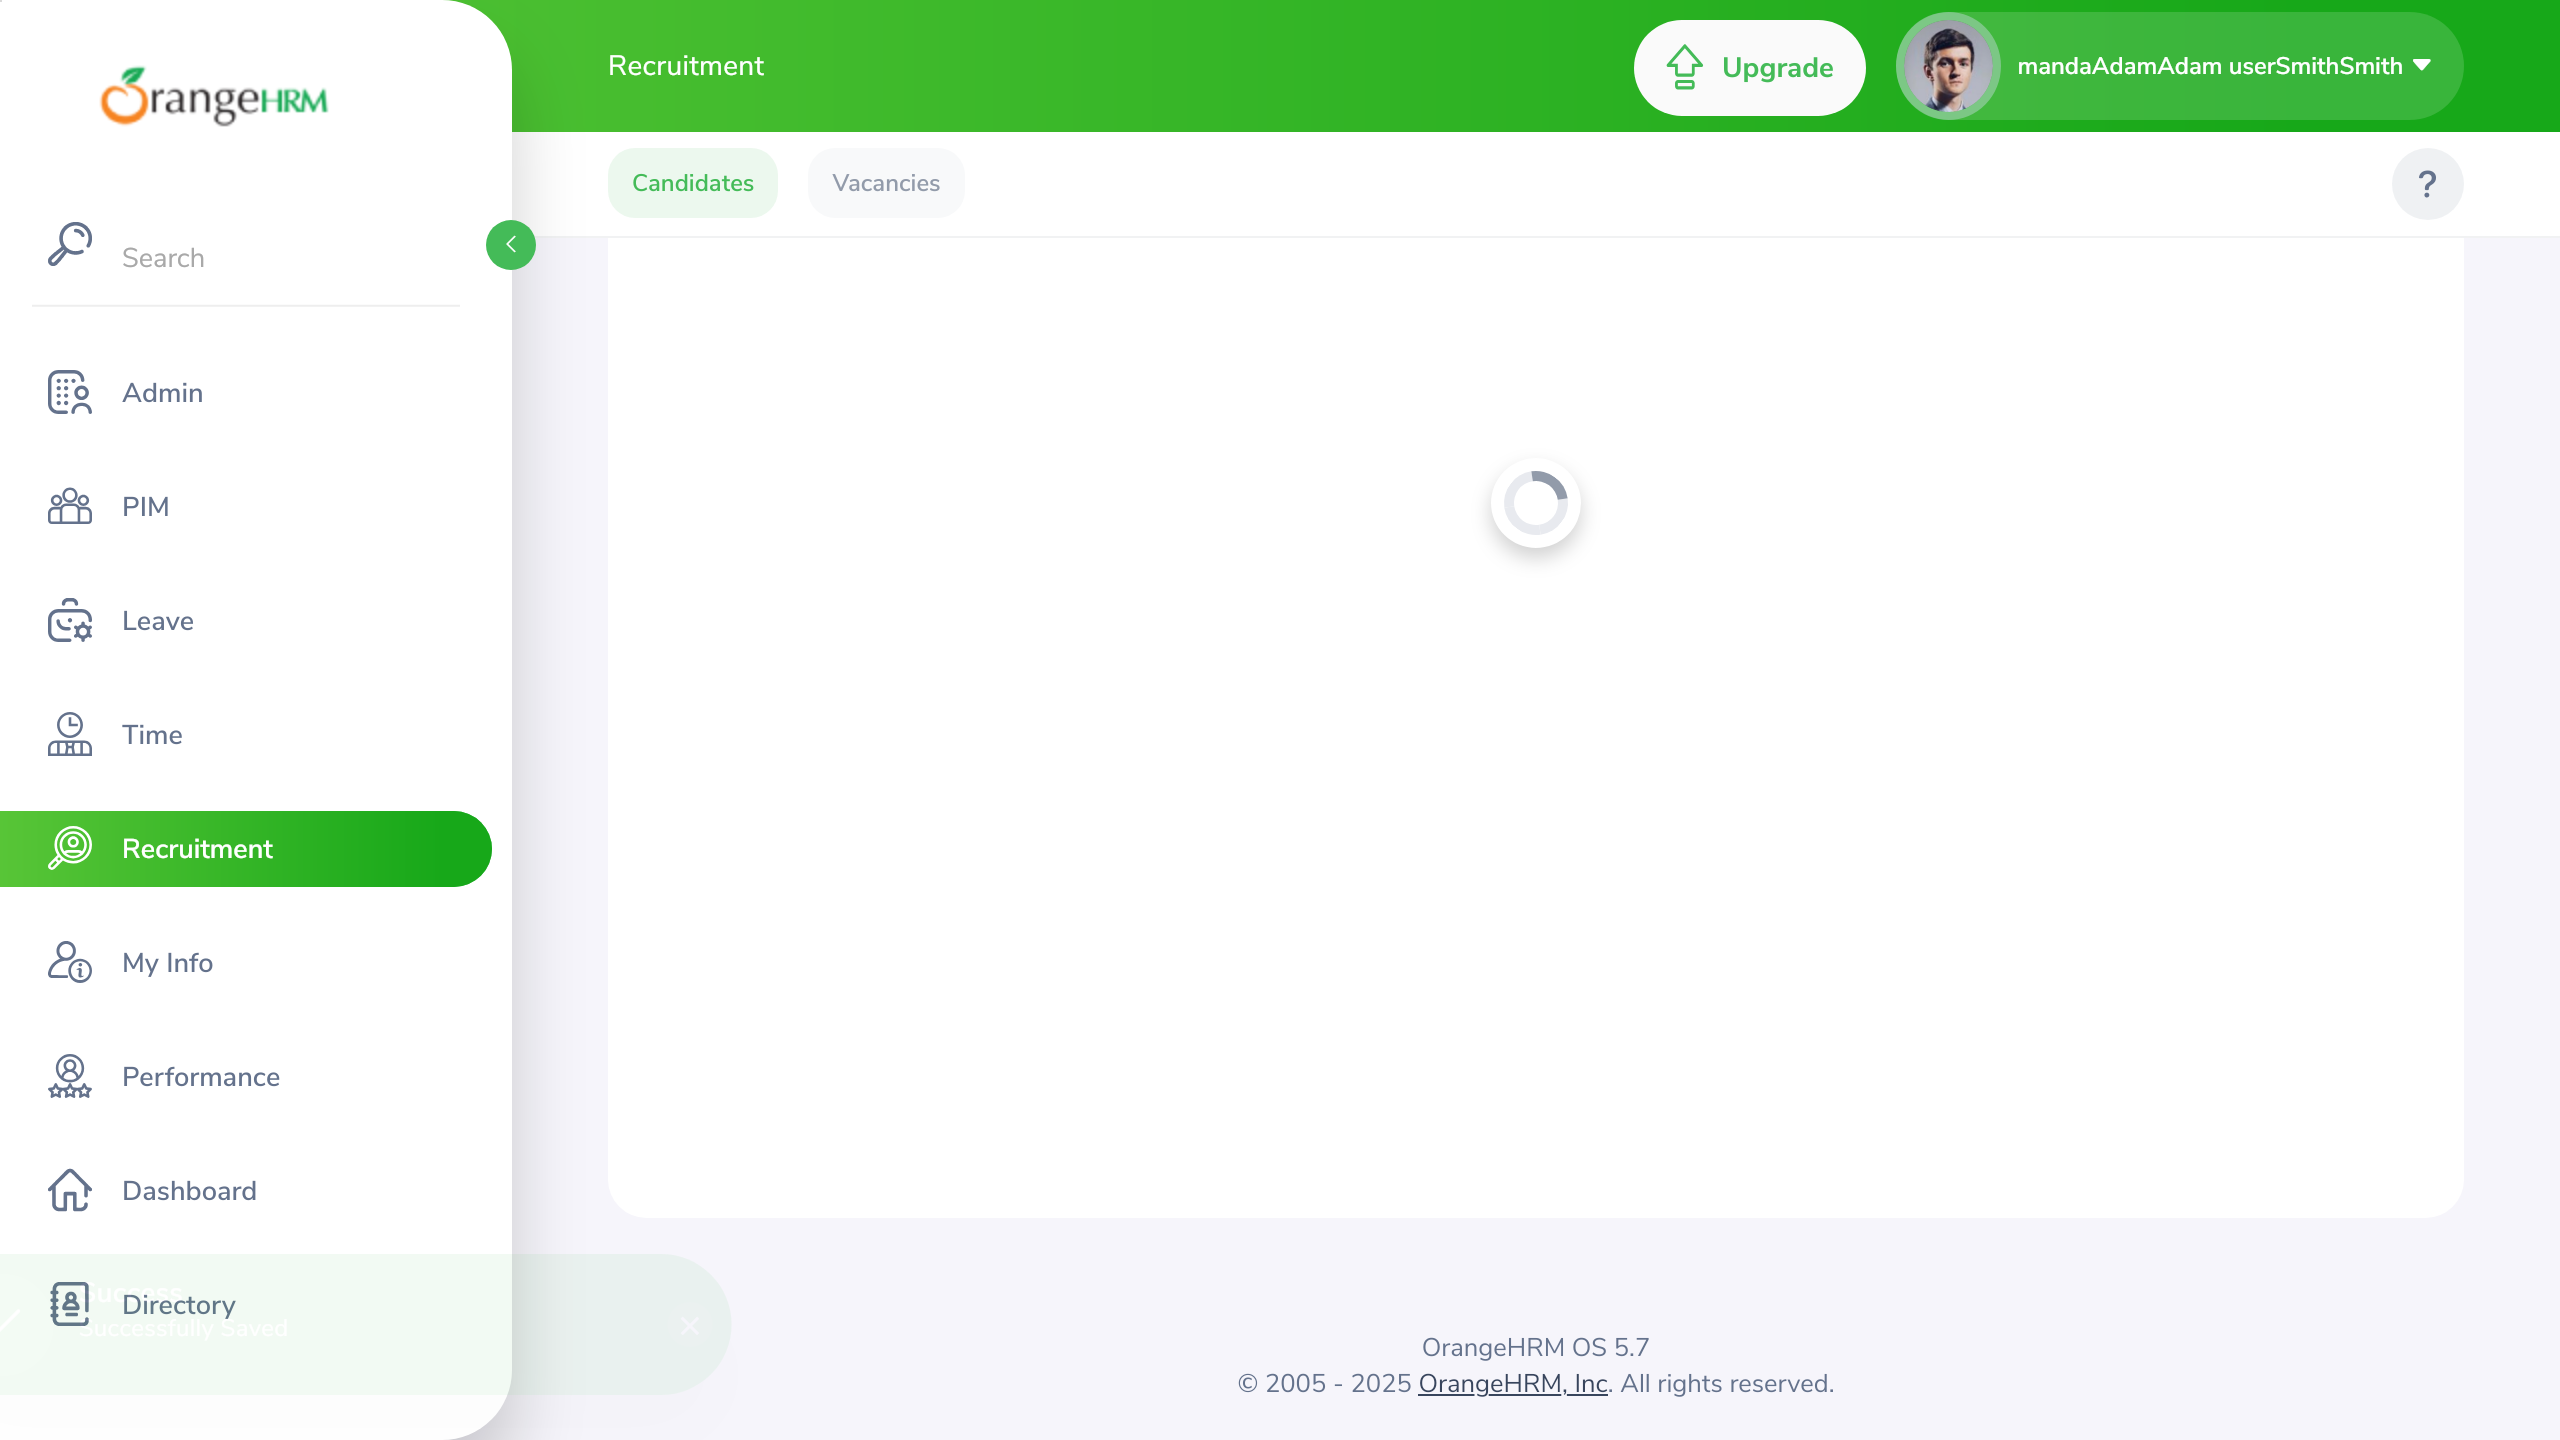 OrangeHRM
Recruitment
Upgrade
mandaAdamAdam userSmithSmith
Candidates
Vacancies
?
Search
Admin
PIM
Leave
Time
Recruitment
My Info
Performance
Dashboard
Success
Directory
Successfully Saved
OrangeHRM OS 5.7
© 2005 - 2025 OrangeHRM, Inc. All rights reserved.